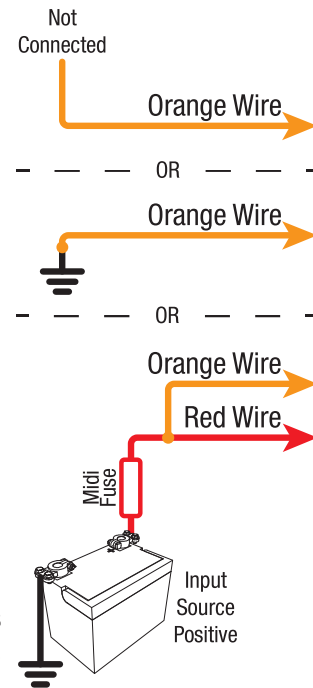 Not
Connected
Orange Wire
OR
Orange Wire
OR
Orange Wire
Red Wire
Midi
Fuse
Input
Source
Positive